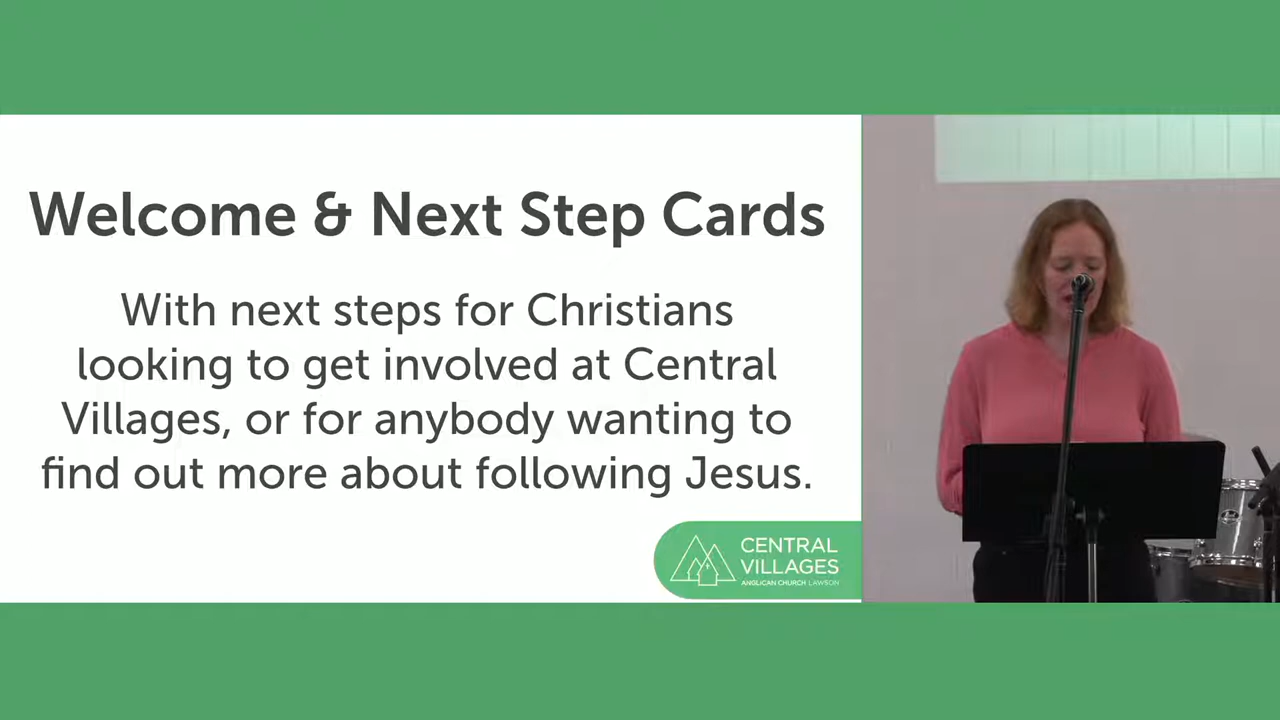 Welcome & Next Step Cards
With next steps for Christians
looking to get involved at Central
Villages, or for anybody wanting to
find out more about following Jesus.
CENTRAL
VILLAGES
ANGLICAN CHURCH LAWSON